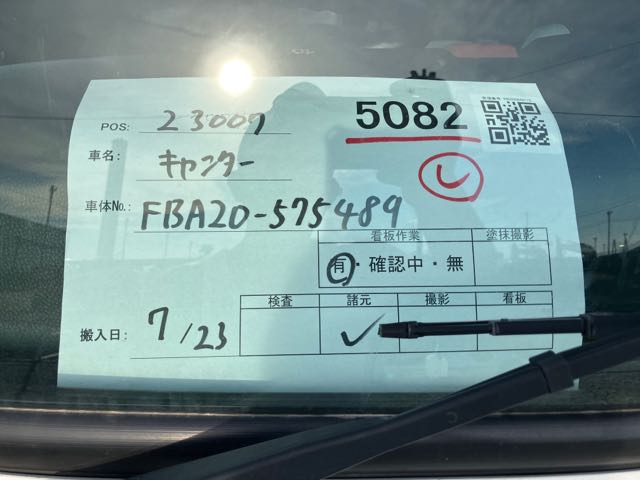 POS: 23007 5082
車名: キャンター し
車体No.: FBA20-575489
看板作業 塗抹撮影
有・確認中・無
検査 諸元 撮影 看板
搬入日: 7/23 ✓